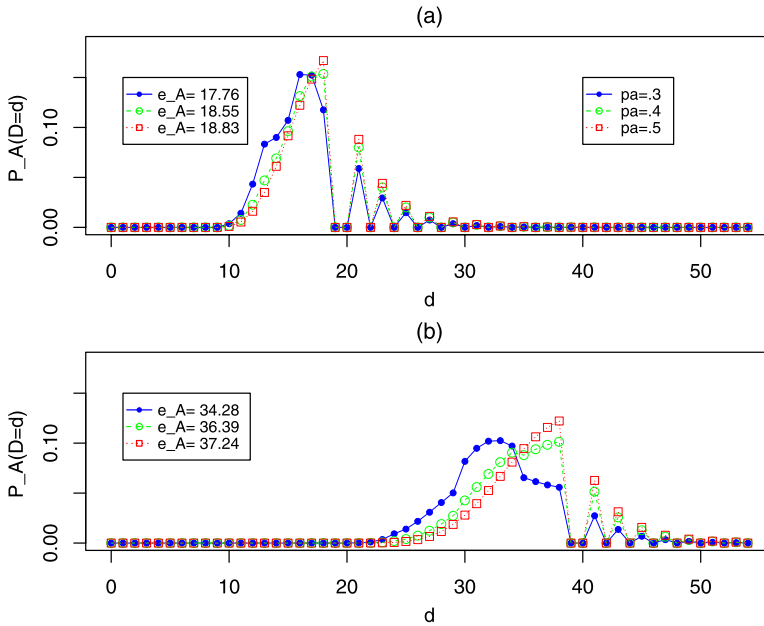 (a)
P_A(D=d)
0.00
0.10
e_A= 17.76
e_A= 18.55
e_A= 18.83
pa=.3
pa=.4
pa=.5
0 10 20 30 40 50
d
(b)
P_A(D=d)
0.00
0.10
e_A= 34.28
e_A= 36.39
e_A= 37.24
0 10 20 30 40 50
d